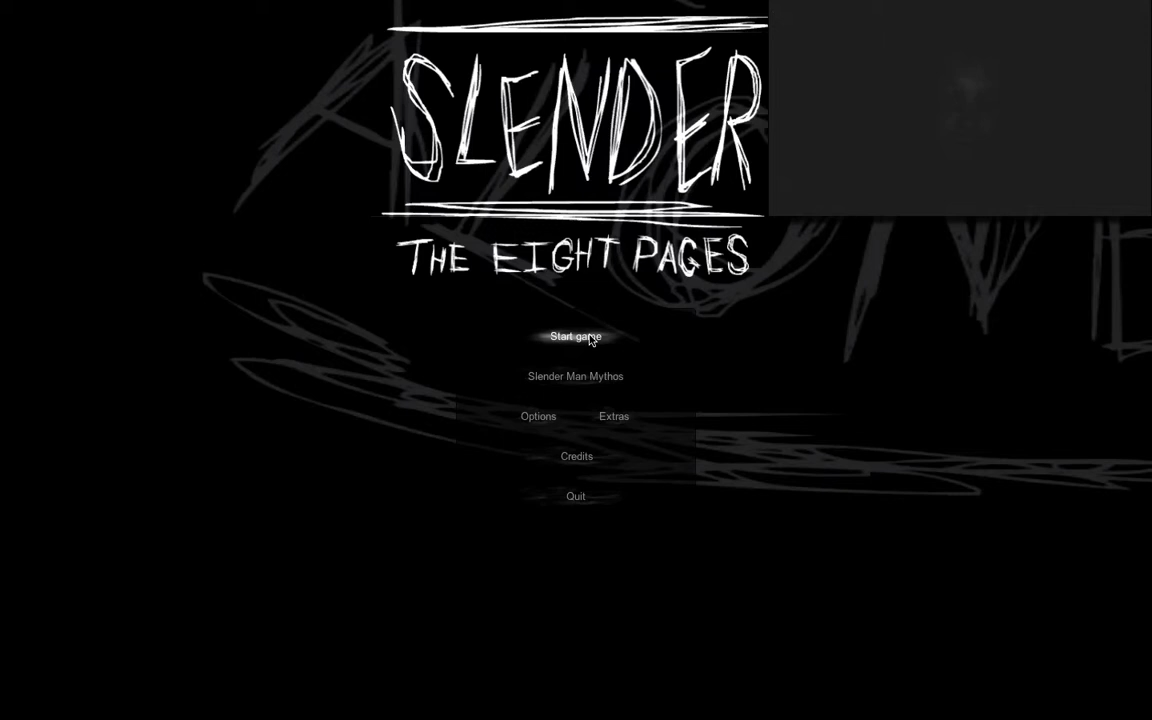 SLENDER
THE EIGHT PAGES
Start game
Slender Man Mythos
Options Extras
Credits
Quit